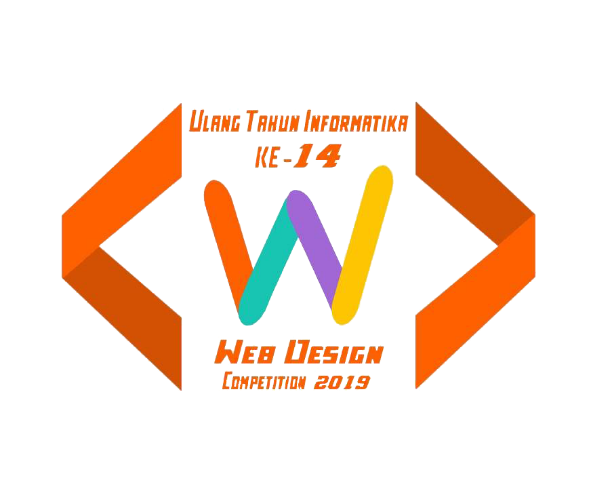 Ulang Tahun Informatika
KE-14
W
Web Design
Competition 2019